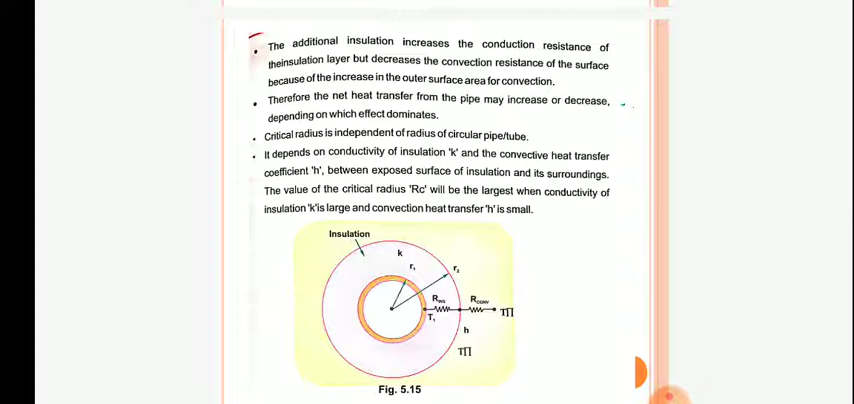 • The additional insulation increases the conduction resistance of
theinsulation layer but decreases the convection resistance of the surface
because of the increase in the outer surface area for convection.
• Therefore the net heat transfer from the pipe may increase or decrease,
depending on which effect dominates.
• Critical radius is independent of radius of circular pipe/tube.
• It depends on conductivity of insulation 'k' and the convective heat transfer
coefficient 'h', between exposed surface of insulation and its surroundings.
The value of the critical radius 'Rc' will be the largest when conductivity of
insulation 'k'is large and convection heat transfer 'h' is small.
Insulation
k
r₁
r₂
R_INS
R_CONV
T₁
TΠ
h
TΠ
Fig. 5.15